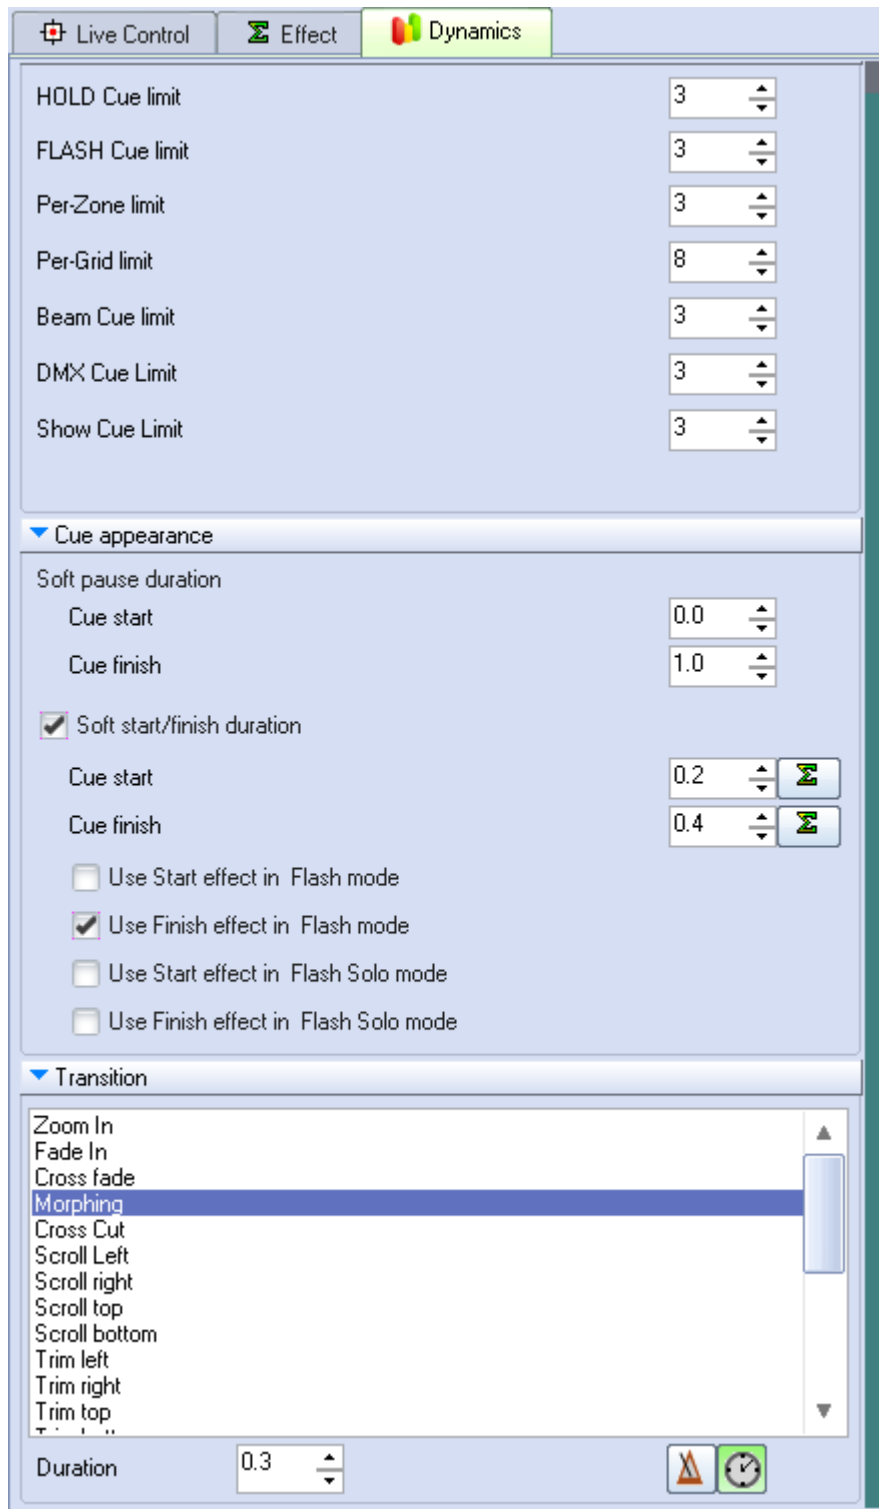 Live Control Effect Dynamics
HOLD Cue limit 3
FLASH Cue limit 3
Per-Zone limit 3
Per-Grid limit 8
Beam Cue limit 3
DMX Cue Limit 3
Show Cue Limit 3
Cue appearance
Soft pause duration
Cue start 0.0
Cue finish 1.0
Soft start/finish duration
Cue start 0.2
Cue finish 0.4
Use Start effect in Flash mode
Use Finish effect in Flash mode
Use Start effect in Flash Solo mode
Use Finish effect in Flash Solo mode
Transition
Zoom In
Fade In
Cross fade
Morphing
Cross Cut
Scroll Left
Scroll right
Scroll top
Scroll bottom
Trim left
Trim right
Trim top
Duration 0.3